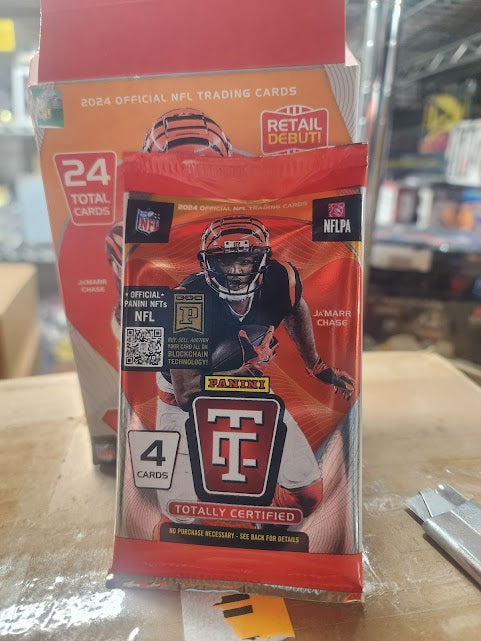 2024 OFFICIAL NFL TRADING CARDS
RETAIL
DEBUT!
24
TOTAL
CARDS
JA'MARR
CHASE
2024 OFFICIAL NFL TRADING CARDS
NFL
NFLPA
• OFFICIAL •
PANINI NFTs
NFL
P
BUY, SELL, AUCTION
YOUR CARD ALL ON
BLOCKCHAIN
TECHNOLOGY!
JA'MARR
CHASE
PANINI
TC
4
CARDS
TOTALLY CERTIFIED
NO PURCHASE NECESSARY - SEE BACK FOR DETAILS